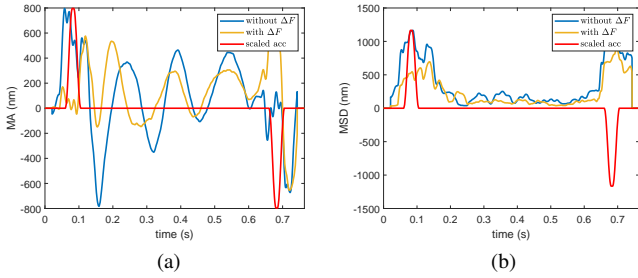 800
600
400
200
0
-200
-400
-600
-800
MA (nm)
0 0.1 0.2 0.3 0.4 0.5 0.6 0.7
time (s)
without ΔF
with ΔF
scaled acc
(a)
1500
1000
500
0
-500
-1000
-1500
MSD (nm)
0 0.1 0.2 0.3 0.4 0.5 0.6 0.7
time (s)
without ΔF
with ΔF
scaled acc
(b)